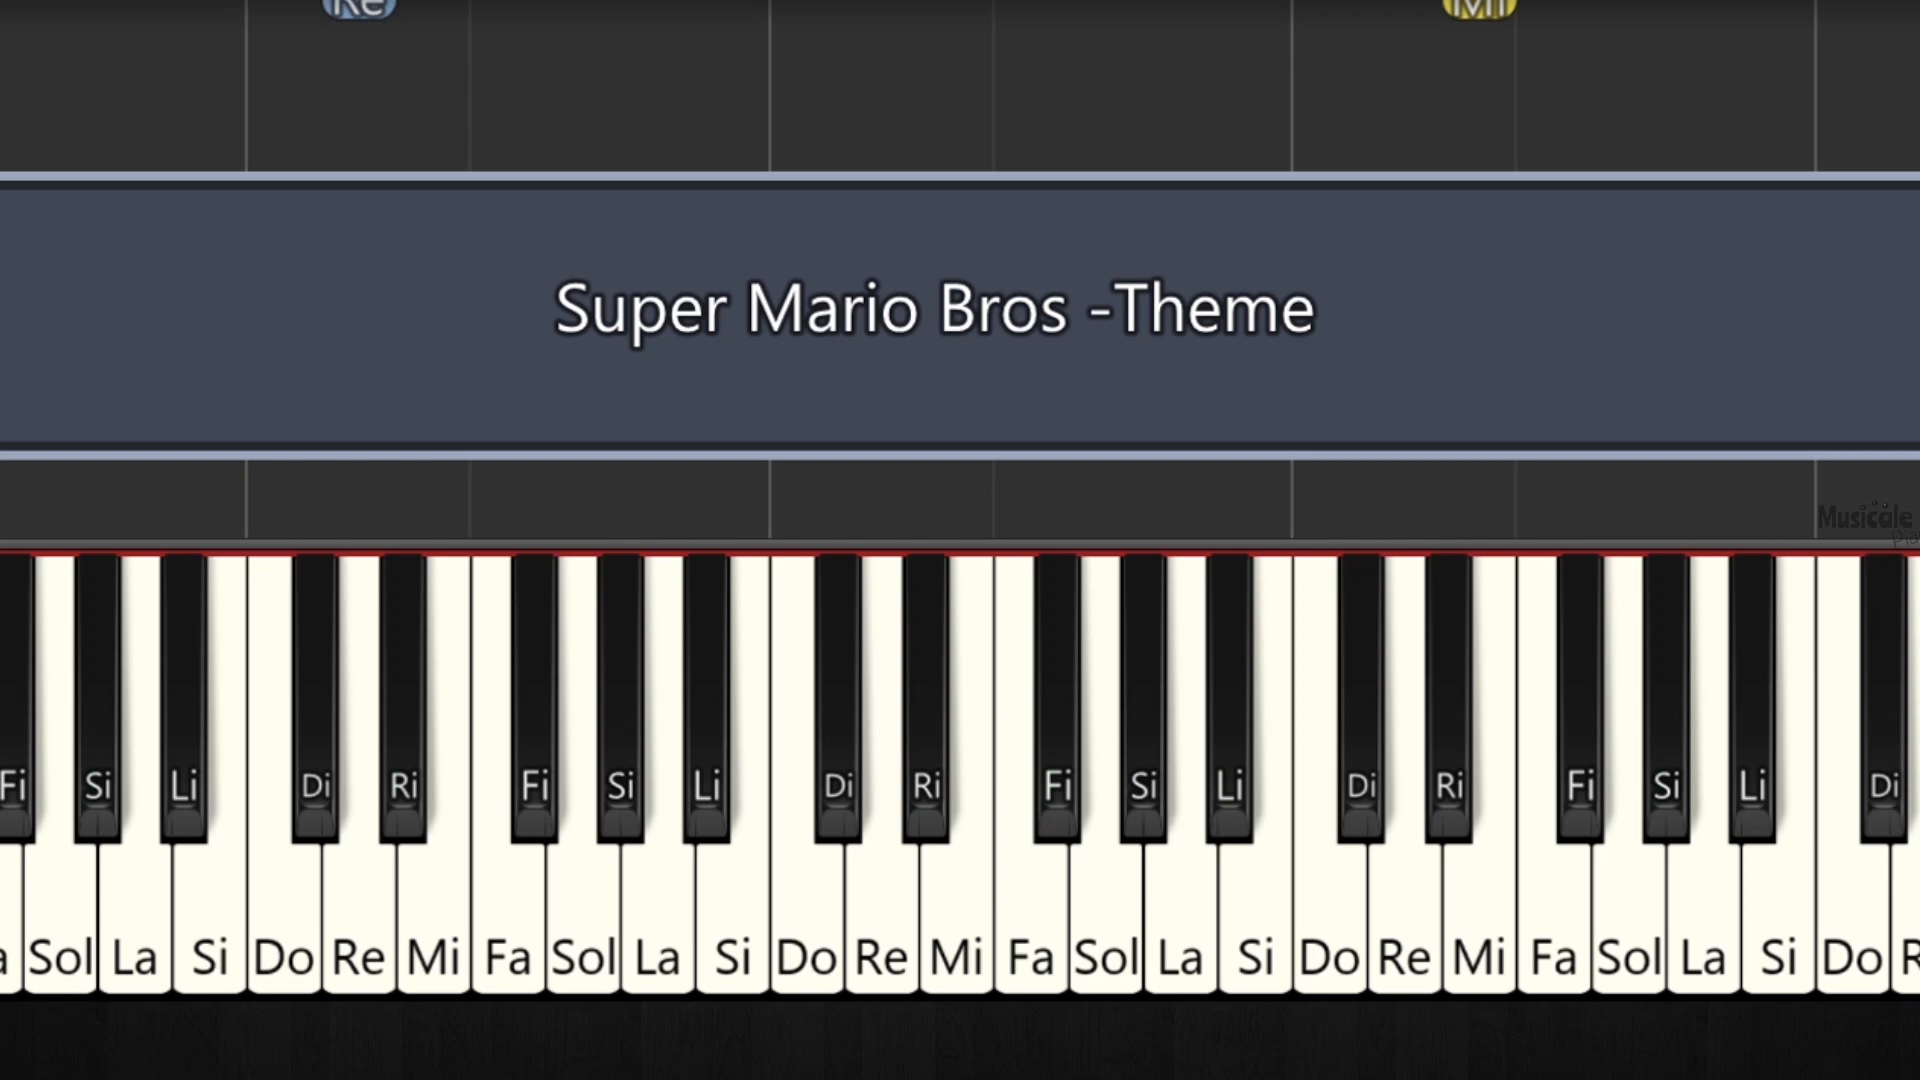 Re Mi
Super Mario Bros -Theme
Musicale
Fi Si Li Di Ri Fi Si Li Di Ri Fi Si Li Di Ri Fi Si Li Di
Sol La Si Do Re Mi Fa Sol La Si Do Re Mi Fa Sol La Si Do Re Mi Fa Sol La Si Do